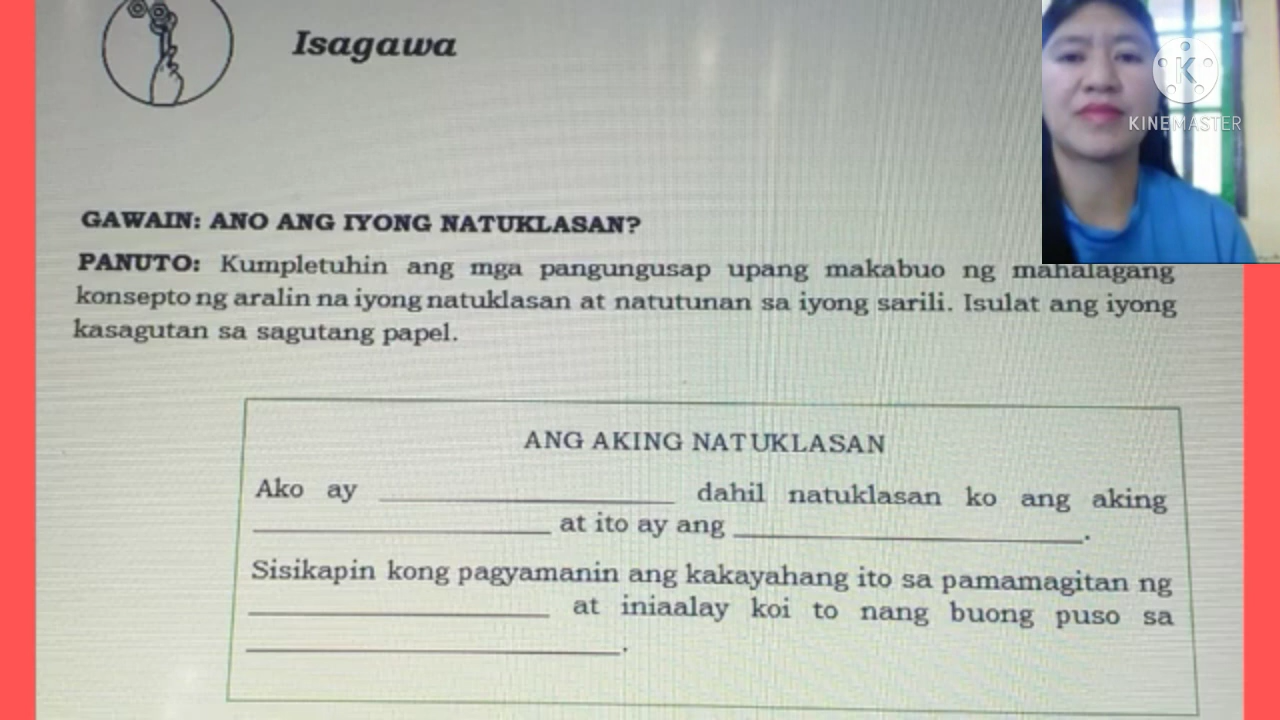 Isagawa
KINEMASTER
GAWAIN: ANO ANG IYONG NATUKLASAN?
PANUTO: Kumpletuhin ang mga pangungusap upang makabuo ng mahalagang
konsepto ng aralin na iyong natuklasan at natutunan sa iyong sarili. Isulat ang iyong
kasagutan sa sagutang papel.
ANG AKING NATUKLASAN
Ako ay ____________ dahil natuklasan ko ang aking
____________ at ito ay ang ____________.
Sisikapin kong pagyamanin ang kakayahang ito sa pamamagitan ng
____________ at iniaalay koi to nang buong puso sa
____________.